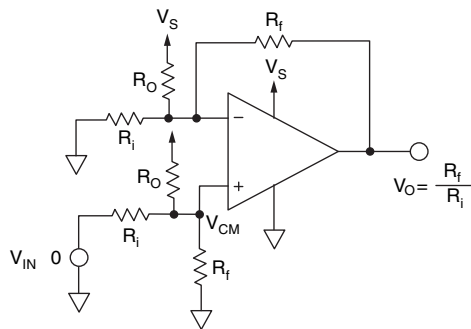 V_S
R_f
R_O
V_S
R_i
−
R_O
+
V_O = R_f / R_i
V_CM
R_i
V_IN 0
R_f